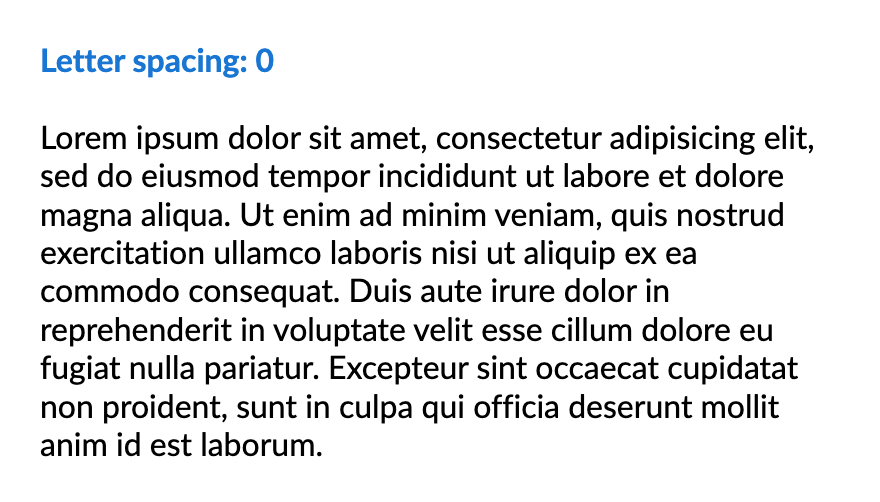 Letter spacing: 0
Lorem ipsum dolor sit amet, consectetur adipisicing elit,
sed do eiusmod tempor incididunt ut labore et dolore
magna aliqua. Ut enim ad minim veniam, quis nostrud
exercitation ullamco laboris nisi ut aliquip ex ea
commodo consequat. Duis aute irure dolor in
reprehenderit in voluptate velit esse cillum dolore eu
fugiat nulla pariatur. Excepteur sint occaecat cupidatat
non proident, sunt in culpa qui officia deserunt mollit
anim id est laborum.